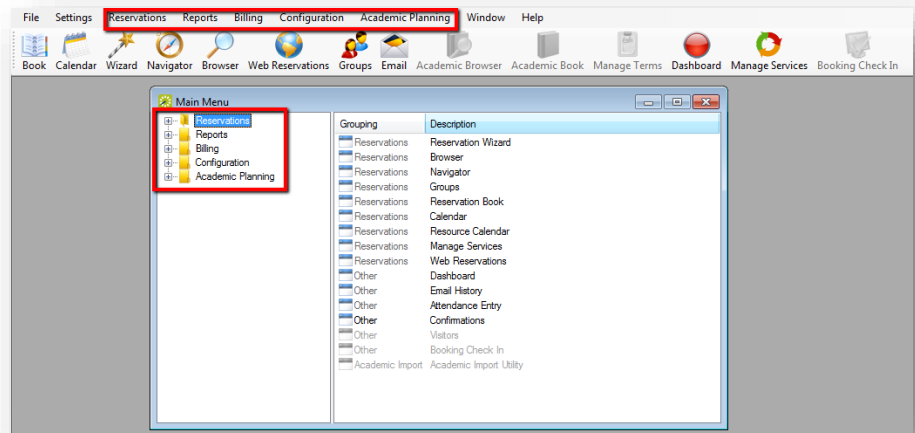 File Settings Reservations Reports Billing Configuration Academic Planning Window Help
Book Calendar Wizard Navigator Browser Web Reservations Groups Email Academic Browser Academic Book Manage Terms Dashboard Manage Services Booking Check In
Main Menu
Reservations
Reports
Billing
Configuration
Academic Planning
Grouping Description
Reservations Reservation Wizard
Reservations Browser
Reservations Navigator
Reservations Groups
Reservations Reservation Book
Reservations Calendar
Reservations Resource Calendar
Reservations Manage Services
Reservations Web Reservations
Other Dashboard
Other Email History
Other Attendance Entry
Other Confirmations
Other Visitors
Other Booking Check In
Academic Import Academic Import Utility